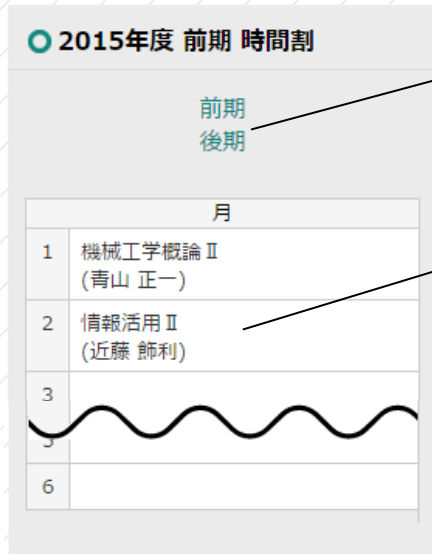 2015年度 前期 時間割
前期
後期
月
1 機械工学概論Ⅱ
(青山 正一)
2 情報活用Ⅱ
(近藤 師利)
3
6